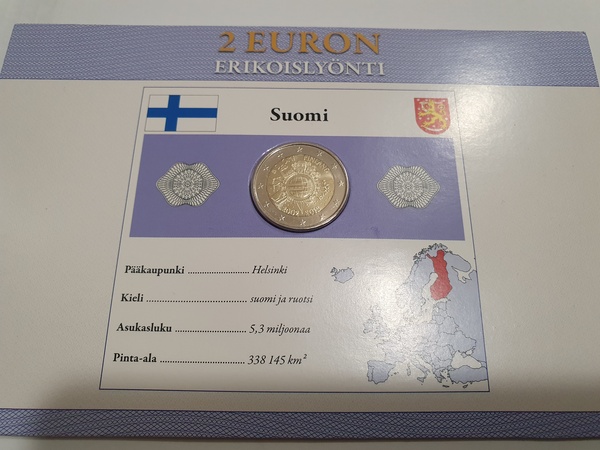 2 EURON
ERIKOISLYÖNTI
Suomi
Pääkaupunki ........................ Helsinki
Kieli ................................. suomi ja ruotsi
Asukasluku ......................... 5,3 miljoonaa
Pinta-ala ............................ 338 145 km²